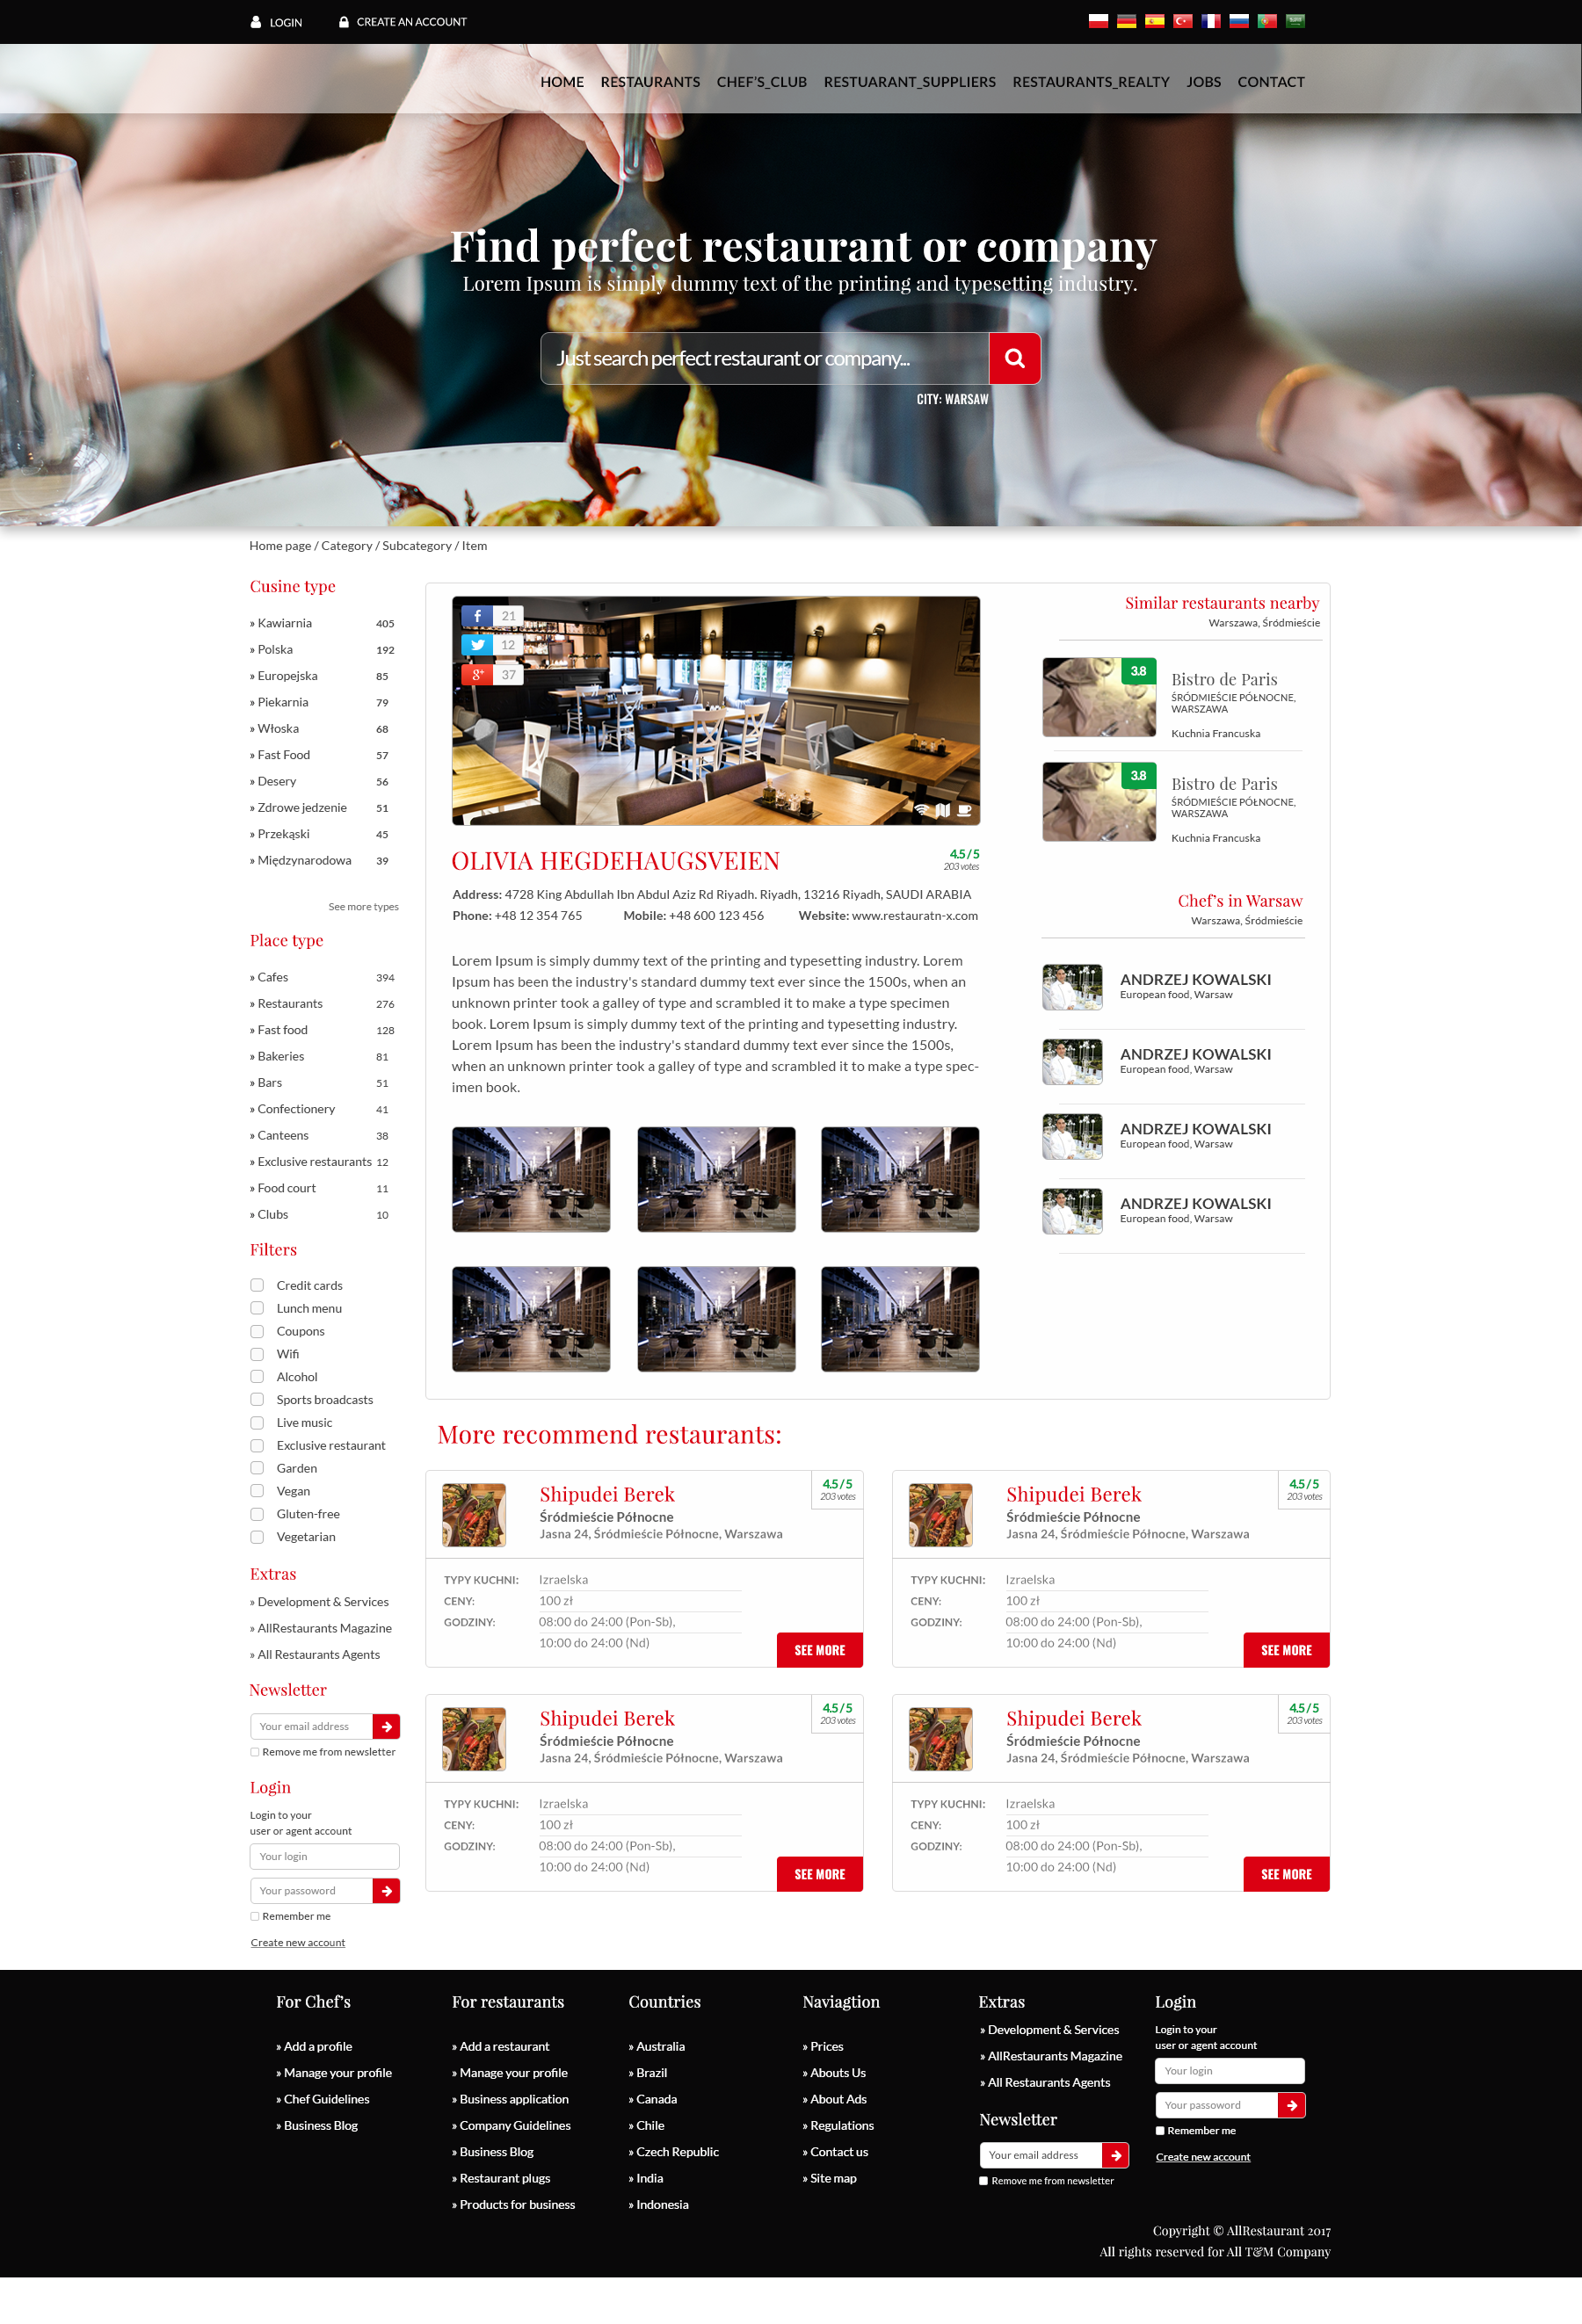 LOGIN CREATE AN ACCOUNT
HOME RESTAURANTS CHEF'S_CLUB RESTUARANT_SUPPLIERS RESTAURANTS_REALTY JOBS CONTACT
Find perfect restaurant or company
Lorem Ipsum is simply dummy text of the printing and typesetting industry.
Just search perfect restaurant or company...
CITY: WARSAW
Home page / Category / Subcategory / Item
Cusine type
» Kawiarnia 405
» Polska 192
» Europejska 85
» Piekarnia 79
» Włoska 68
» Fast Food 57
» Desery 56
» Zdrowe jedzenie 51
» Przekąski 45
» Międzynarodowa 39
See more types
Place type
» Cafes 394
» Restaurants 276
» Fast food 128
» Bakeries 81
» Bars 51
» Confectionery 41
» Canteens 38
» Exclusive restaurants 12
» Food court 11
» Clubs 10
Filters
Credit cards
Lunch menu
Coupons
Wifi
Alcohol
Sports broadcasts
Live music
Exclusive restaurant
Garden
Vegan
Gluten-free
Vegetarian
Extras
» Development & Services
» AllRestaurants Magazine
» All Restaurants Agents
Newsletter
Your email address
Remove me from newsletter
Login
Login to your
user or agent account
Your login
Your passoword
Remember me
Create new account
f 21
12
g+ 37
OLIVIA HEGDEHAUGSVEIEN
4.5 / 5
203 votes
Address: 4728 King Abdullah Ibn Abdul Aziz Rd Riyadh. Riyadh, 13216 Riyadh, SAUDI ARABIA
Phone: +48 12 354 765 Mobile: +48 600 123 456 Website: www.restauratn-x.com
Lorem Ipsum is simply dummy text of the printing and typesetting industry. Lorem
Ipsum has been the industry's standard dummy text ever since the 1500s, when an
unknown printer took a galley of type and scrambled it to make a type specimen
book. Lorem Ipsum is simply dummy text of the printing and typesetting industry.
Lorem Ipsum has been the industry's standard dummy text ever since the 1500s,
when an unknown printer took a galley of type and scrambled it to make a type spec-
imen book.
Similar restaurants nearby
Warszawa, Śródmieście
3.8
Bistro de Paris
ŚRÓDMIEŚCIE PÓŁNOCNE,
WARSZAWA
Kuchnia Francuska
3.8
Bistro de Paris
ŚRÓDMIEŚCIE PÓŁNOCNE,
WARSZAWA
Kuchnia Francuska
Chef's in Warsaw
Warszawa, Śródmieście
ANDRZEJ KOWALSKI
European food, Warsaw
ANDRZEJ KOWALSKI
European food, Warsaw
ANDRZEJ KOWALSKI
European food, Warsaw
ANDRZEJ KOWALSKI
European food, Warsaw
More recommend restaurants:
Shipudei Berek
4.5 / 5
203 votes
Śródmieście Północne
Jasna 24, Śródmieście Północne, Warszawa
TYPY KUCHNI: Izraelska
CENY: 100 zł
GODZINY: 08:00 do 24:00 (Pon-Sb),
10:00 do 24:00 (Nd)
SEE MORE
Shipudei Berek
4.5 / 5
203 votes
Śródmieście Północne
Jasna 24, Śródmieście Północne, Warszawa
TYPY KUCHNI: Izraelska
CENY: 100 zł
GODZINY: 08:00 do 24:00 (Pon-Sb),
10:00 do 24:00 (Nd)
SEE MORE
Shipudei Berek
4.5 / 5
203 votes
Śródmieście Północne
Jasna 24, Śródmieście Północne, Warszawa
TYPY KUCHNI: Izraelska
CENY: 100 zł
GODZINY: 08:00 do 24:00 (Pon-Sb),
10:00 do 24:00 (Nd)
SEE MORE
Shipudei Berek
4.5 / 5
203 votes
Śródmieście Północne
Jasna 24, Śródmieście Północne, Warszawa
TYPY KUCHNI: Izraelska
CENY: 100 zł
GODZINY: 08:00 do 24:00 (Pon-Sb),
10:00 do 24:00 (Nd)
SEE MORE
For Chef's
» Add a profile
» Manage your profile
» Chef Guidelines
» Business Blog
For restaurants
» Add a restaurant
» Manage your profile
» Business application
» Company Guidelines
» Business Blog
» Restaurant plugs
» Products for business
Countries
» Australia
» Brazil
» Canada
» Chile
» Czech Republic
» India
» Indonesia
Naviagtion
» Prices
» Abouts Us
» About Ads
» Regulations
» Contact us
» Site map
Extras
» Development & Services
» AllRestaurants Magazine
» All Restaurants Agents
Newsletter
Your email address
Remove me from newsletter
Login
Login to your
user or agent account
Your login
Your passoword
Remember me
Create new account
Copyright © AllRestaurant 2017
All rights reserved for All T&M Company